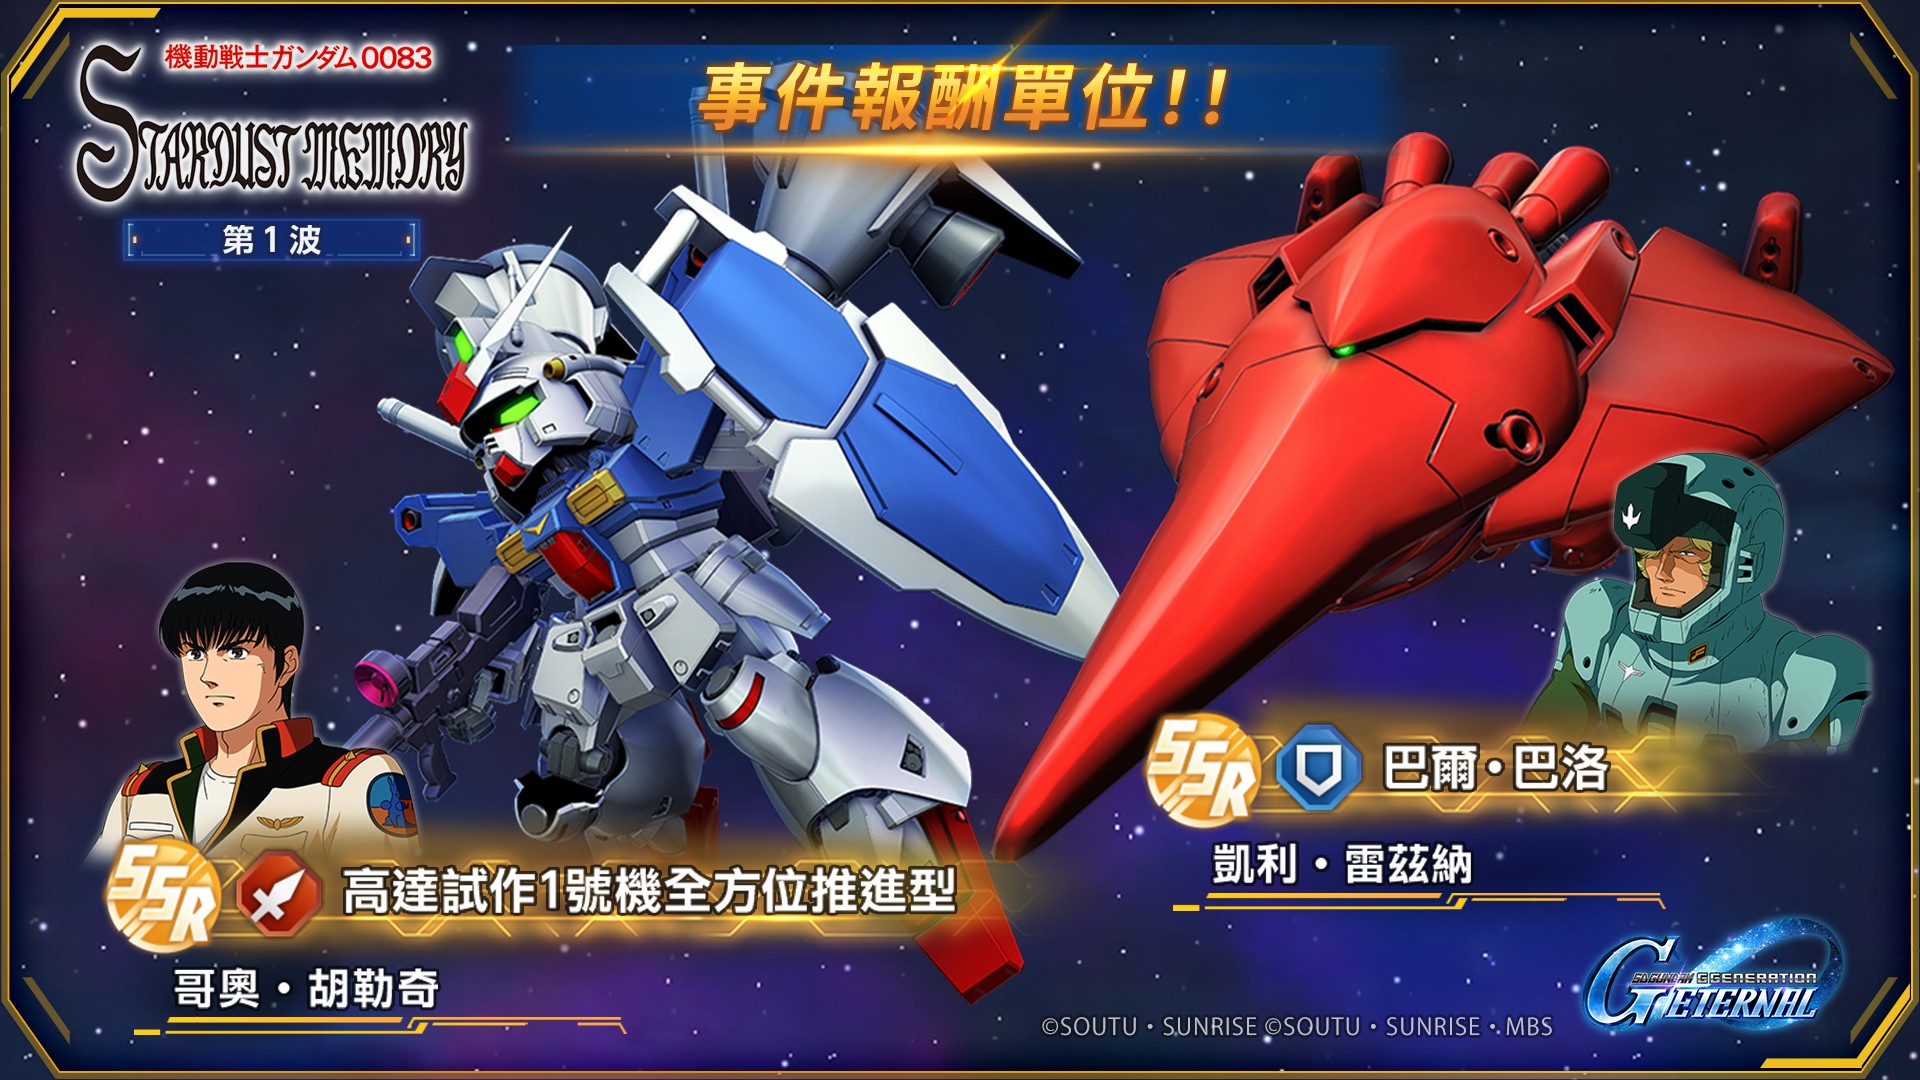 機動戦士ガンダム0083
STARDUST MEMORY
第1波
事件報酬單位!!
SSR
巴爾・巴洛
凱利・雷茲納
SSR
高達試作1號機全方位推進型
哥奧・胡勒奇
SD GUNDAM G GENERATION
G ETERNAL
©SOUTU・SUNRISE ©SOUTU・SUNRISE・MBS